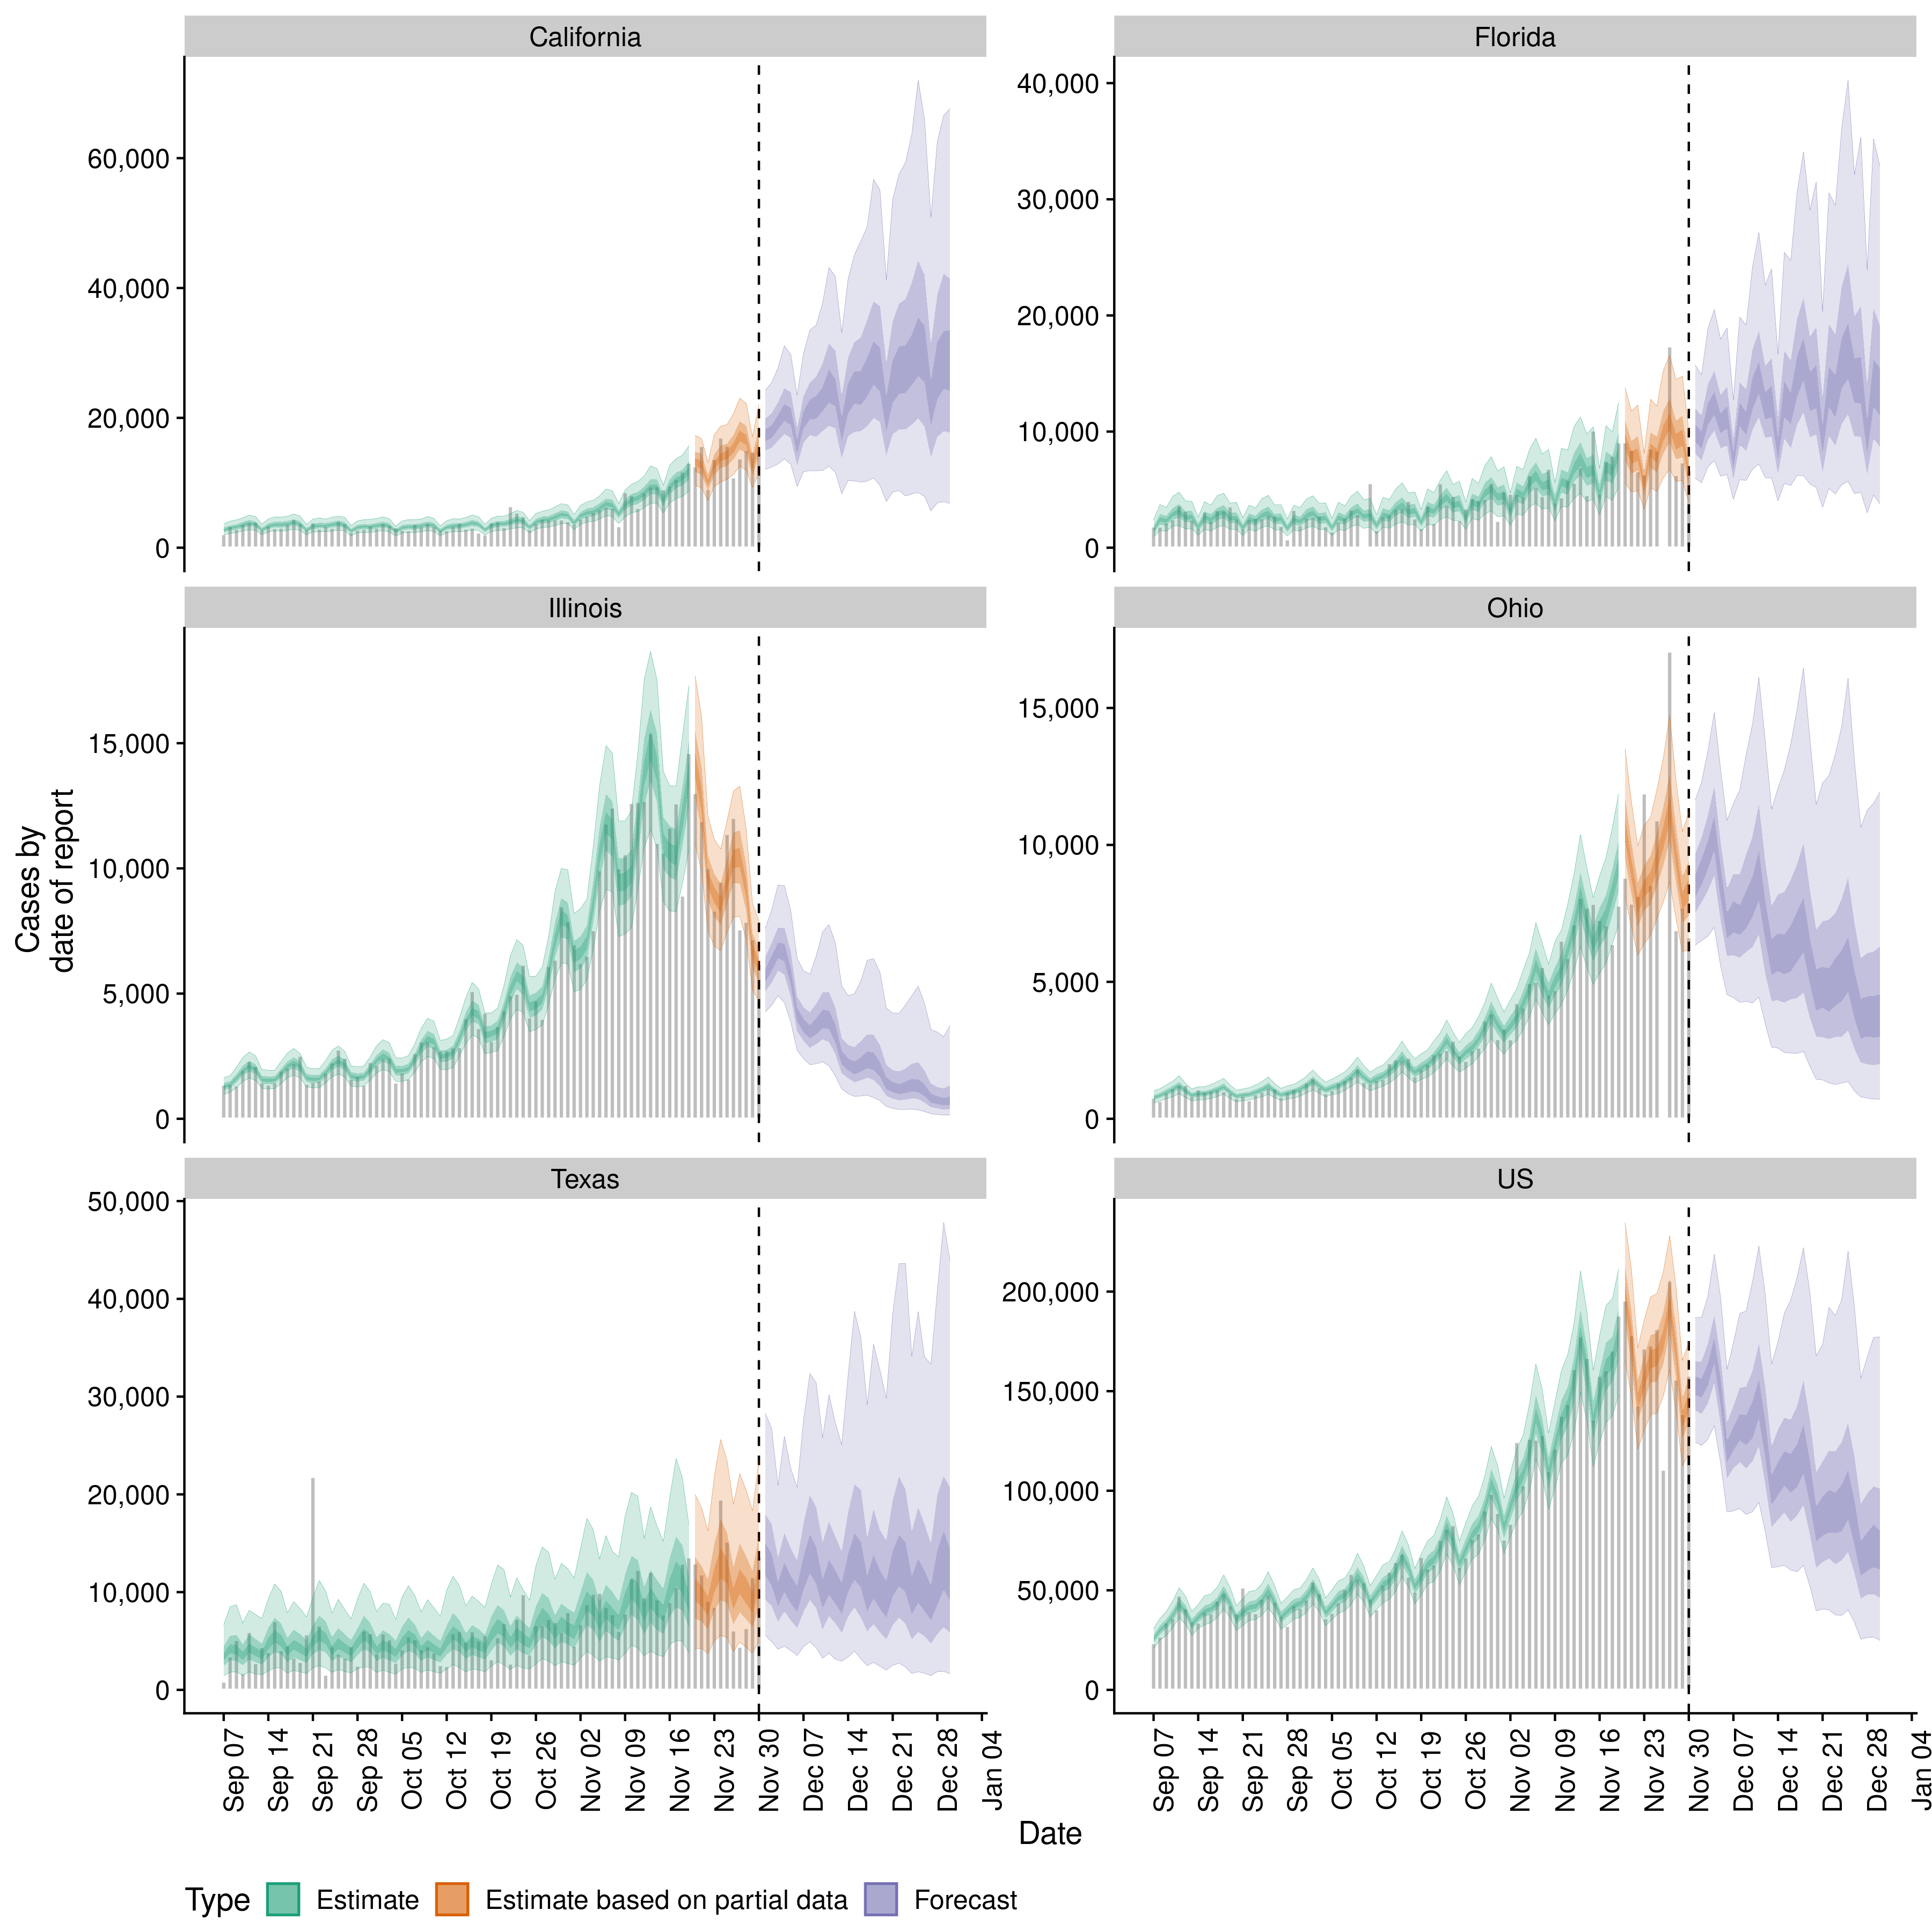 California
Florida
60,000
40,000
20,000
0
40,000
30,000
20,000
10,000
0
Illinois
Ohio
15,000
10,000
5,000
0
15,000
10,000
5,000
0
Cases by
date of report
Texas
US
50,000
40,000
30,000
20,000
10,000
0
200,000
150,000
100,000
50,000
0
Sep 07
Sep 14
Sep 21
Sep 28
Oct 05
Oct 12
Oct 19
Oct 26
Nov 02
Nov 09
Nov 16
Nov 23
Nov 30
Dec 07
Dec 14
Dec 21
Dec 28
Jan 04
Sep 07
Sep 14
Sep 21
Sep 28
Oct 05
Oct 12
Oct 19
Oct 26
Nov 02
Nov 09
Nov 16
Nov 23
Nov 30
Dec 07
Dec 14
Dec 21
Dec 28
Jan 04
Date
Type Estimate Estimate based on partial data Forecast